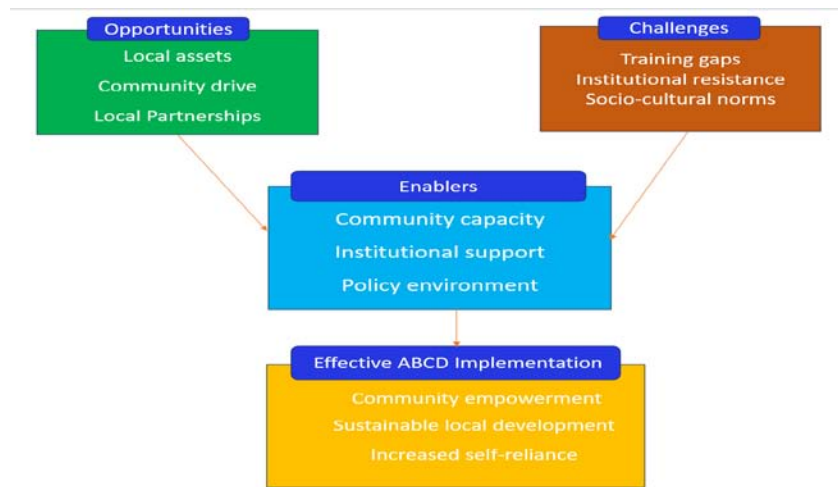 Opportunities
Local assets
Community drive
Local Partnerships
Challenges
Training gaps
Institutional resistance
Socio-cultural norms
Enablers
Community capacity
Institutional support
Policy environment
Effective ABCD Implementation
Community empowerment
Sustainable local development
Increased self-reliance